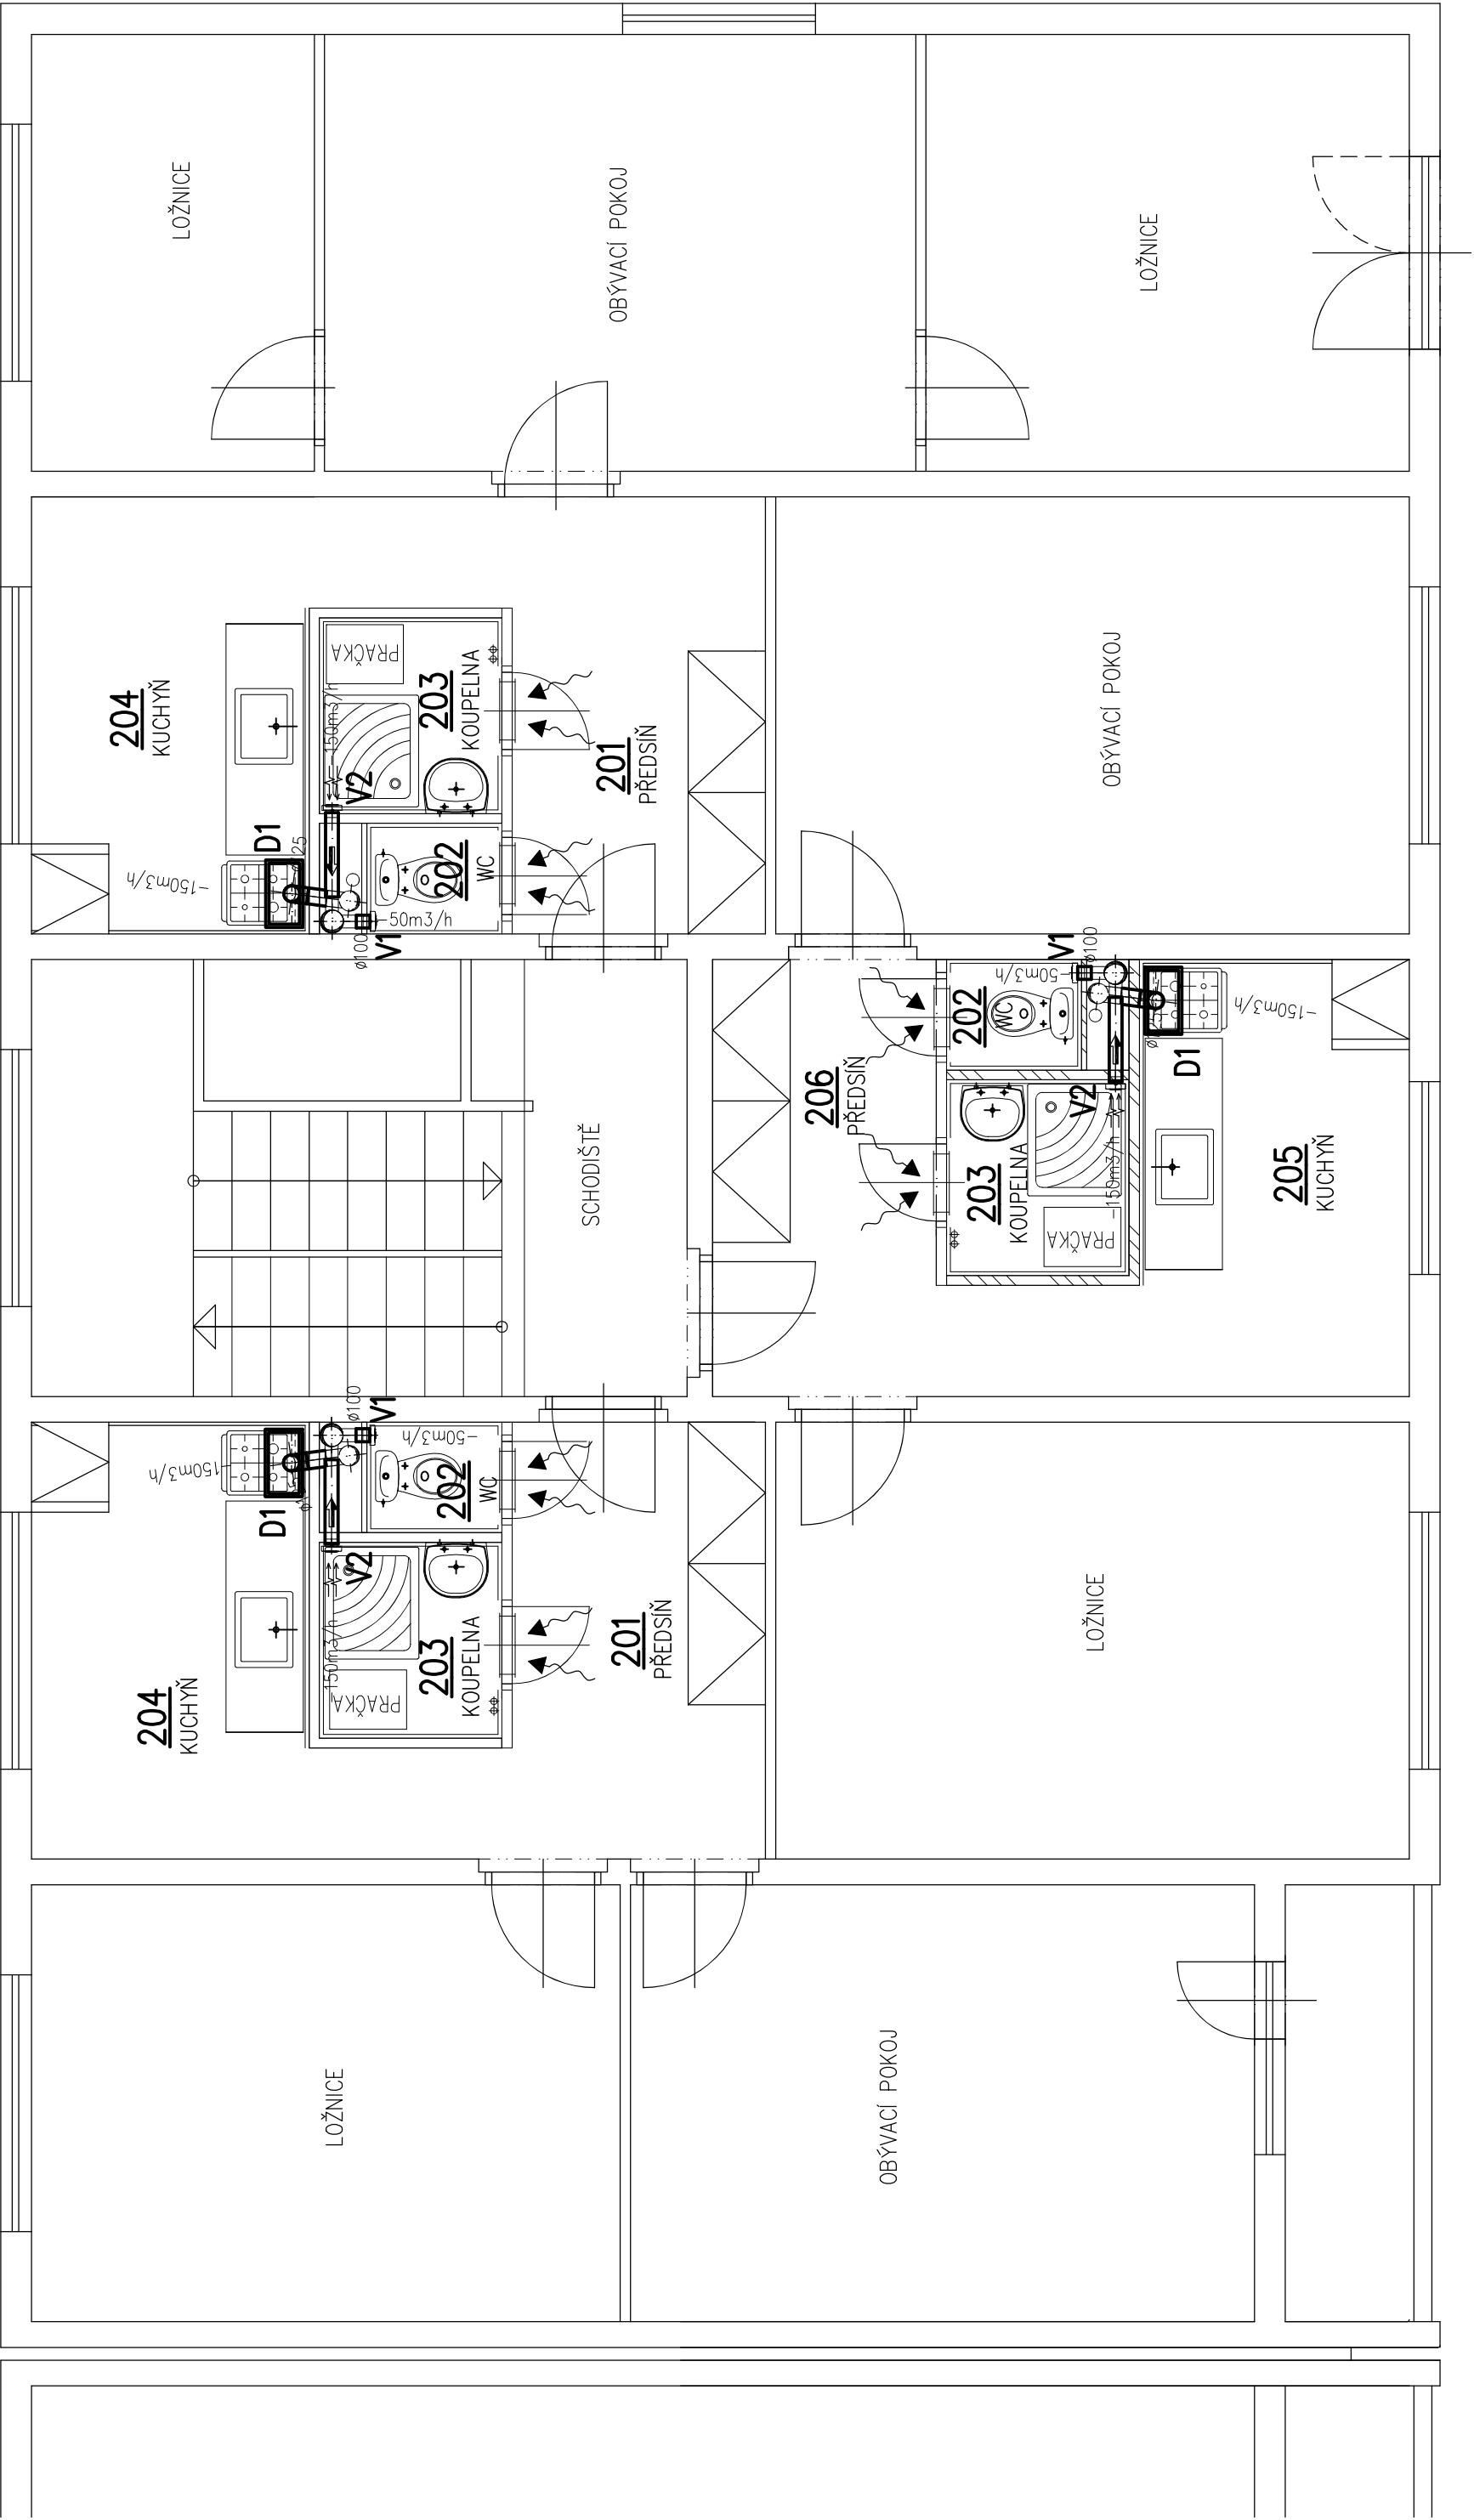 LOŽNICE
OBÝVACÍ POKOJ
LOŽNICE
204
KUCHYŇ
PRAČKA
203
KOUPELNA
-150m3/h
V2
201
PŘEDSÍŇ
OBÝVACÍ POKOJ
D1
-150m3/h
202
WC
-50m3/h
V1
ø100
V1
ø100
-50m3/h
202
WC
-150m3/h
D1
206
PŘEDSÍŇ
V2
-150m3/h
203
KOUPELNA
PRAČKA
205
KUCHYŇ
SCHODIŠTĚ
ø100
V1
-50m3/h
202
WC
150m3/h
D1
V2
150m3/h
203
KOUPELNA
PRAČKA
201
PŘEDSÍŇ
204
KUCHYŇ
LOŽNICE
LOŽNICE
OBÝVACÍ POKOJ